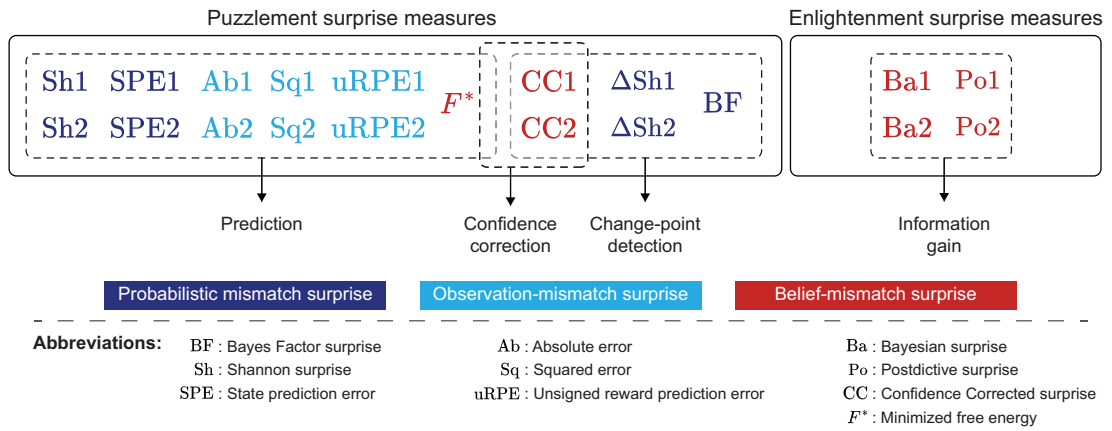 Puzzlement surprise measures Enlightenment surprise measures
Sh1 SPE1 Ab1 Sq1 uRPE1 CC1 ΔSh1 Ba1 Po1
F* BF
Sh2 SPE2 Ab2 Sq2 uRPE2 CC2 ΔSh2 Ba2 Po2
Prediction Confidence Change-point Information
correction detection gain
Probabilistic mismatch surprise Observation-mismatch surprise Belief-mismatch surprise
Abbreviations: BF : Bayes Factor surprise Ab : Absolute error Ba : Bayesian surprise
Sh : Shannon surprise Sq : Squared error Po : Postdictive surprise
SPE : State prediction error uRPE : Unsigned reward prediction error CC : Confidence Corrected surprise
F* : Minimized free energy